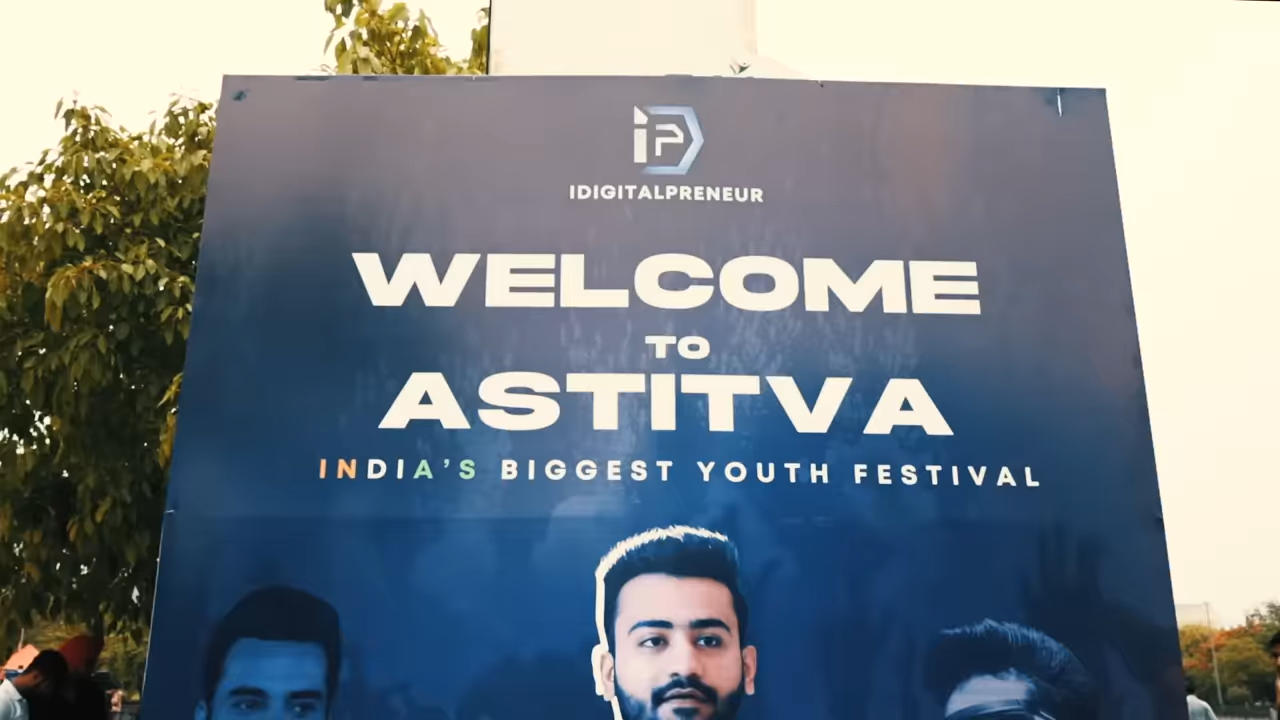 iP
IDIGITALPRENEUR
WELCOME
TO
ASTITVA
INDIA'S BIGGEST YOUTH FESTIVAL